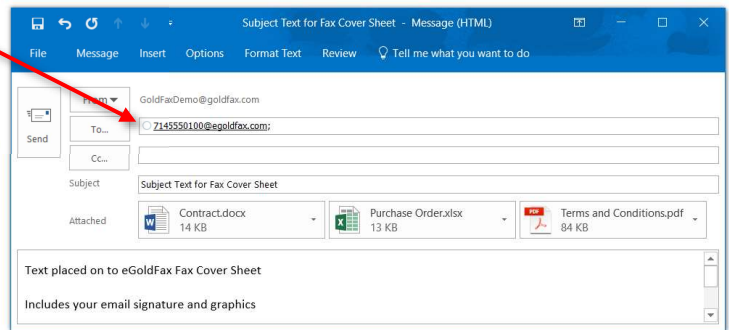 Subject Text for Fax Cover Sheet - Message (HTML)
File Message Insert Options Format Text Review Tell me what you want to do
Send
From GoldFaxDemo@goldfax.com
To... 7145550100@egoldfax.com;
Cc...
Subject Subject Text for Fax Cover Sheet
Attached
Contract.docx
14 KB
Purchase Order.xlsx
13 KB
PDF
Terms and Conditions.pdf
84 KB
Text placed on to eGoldFax Fax Cover Sheet
Includes your email signature and graphics